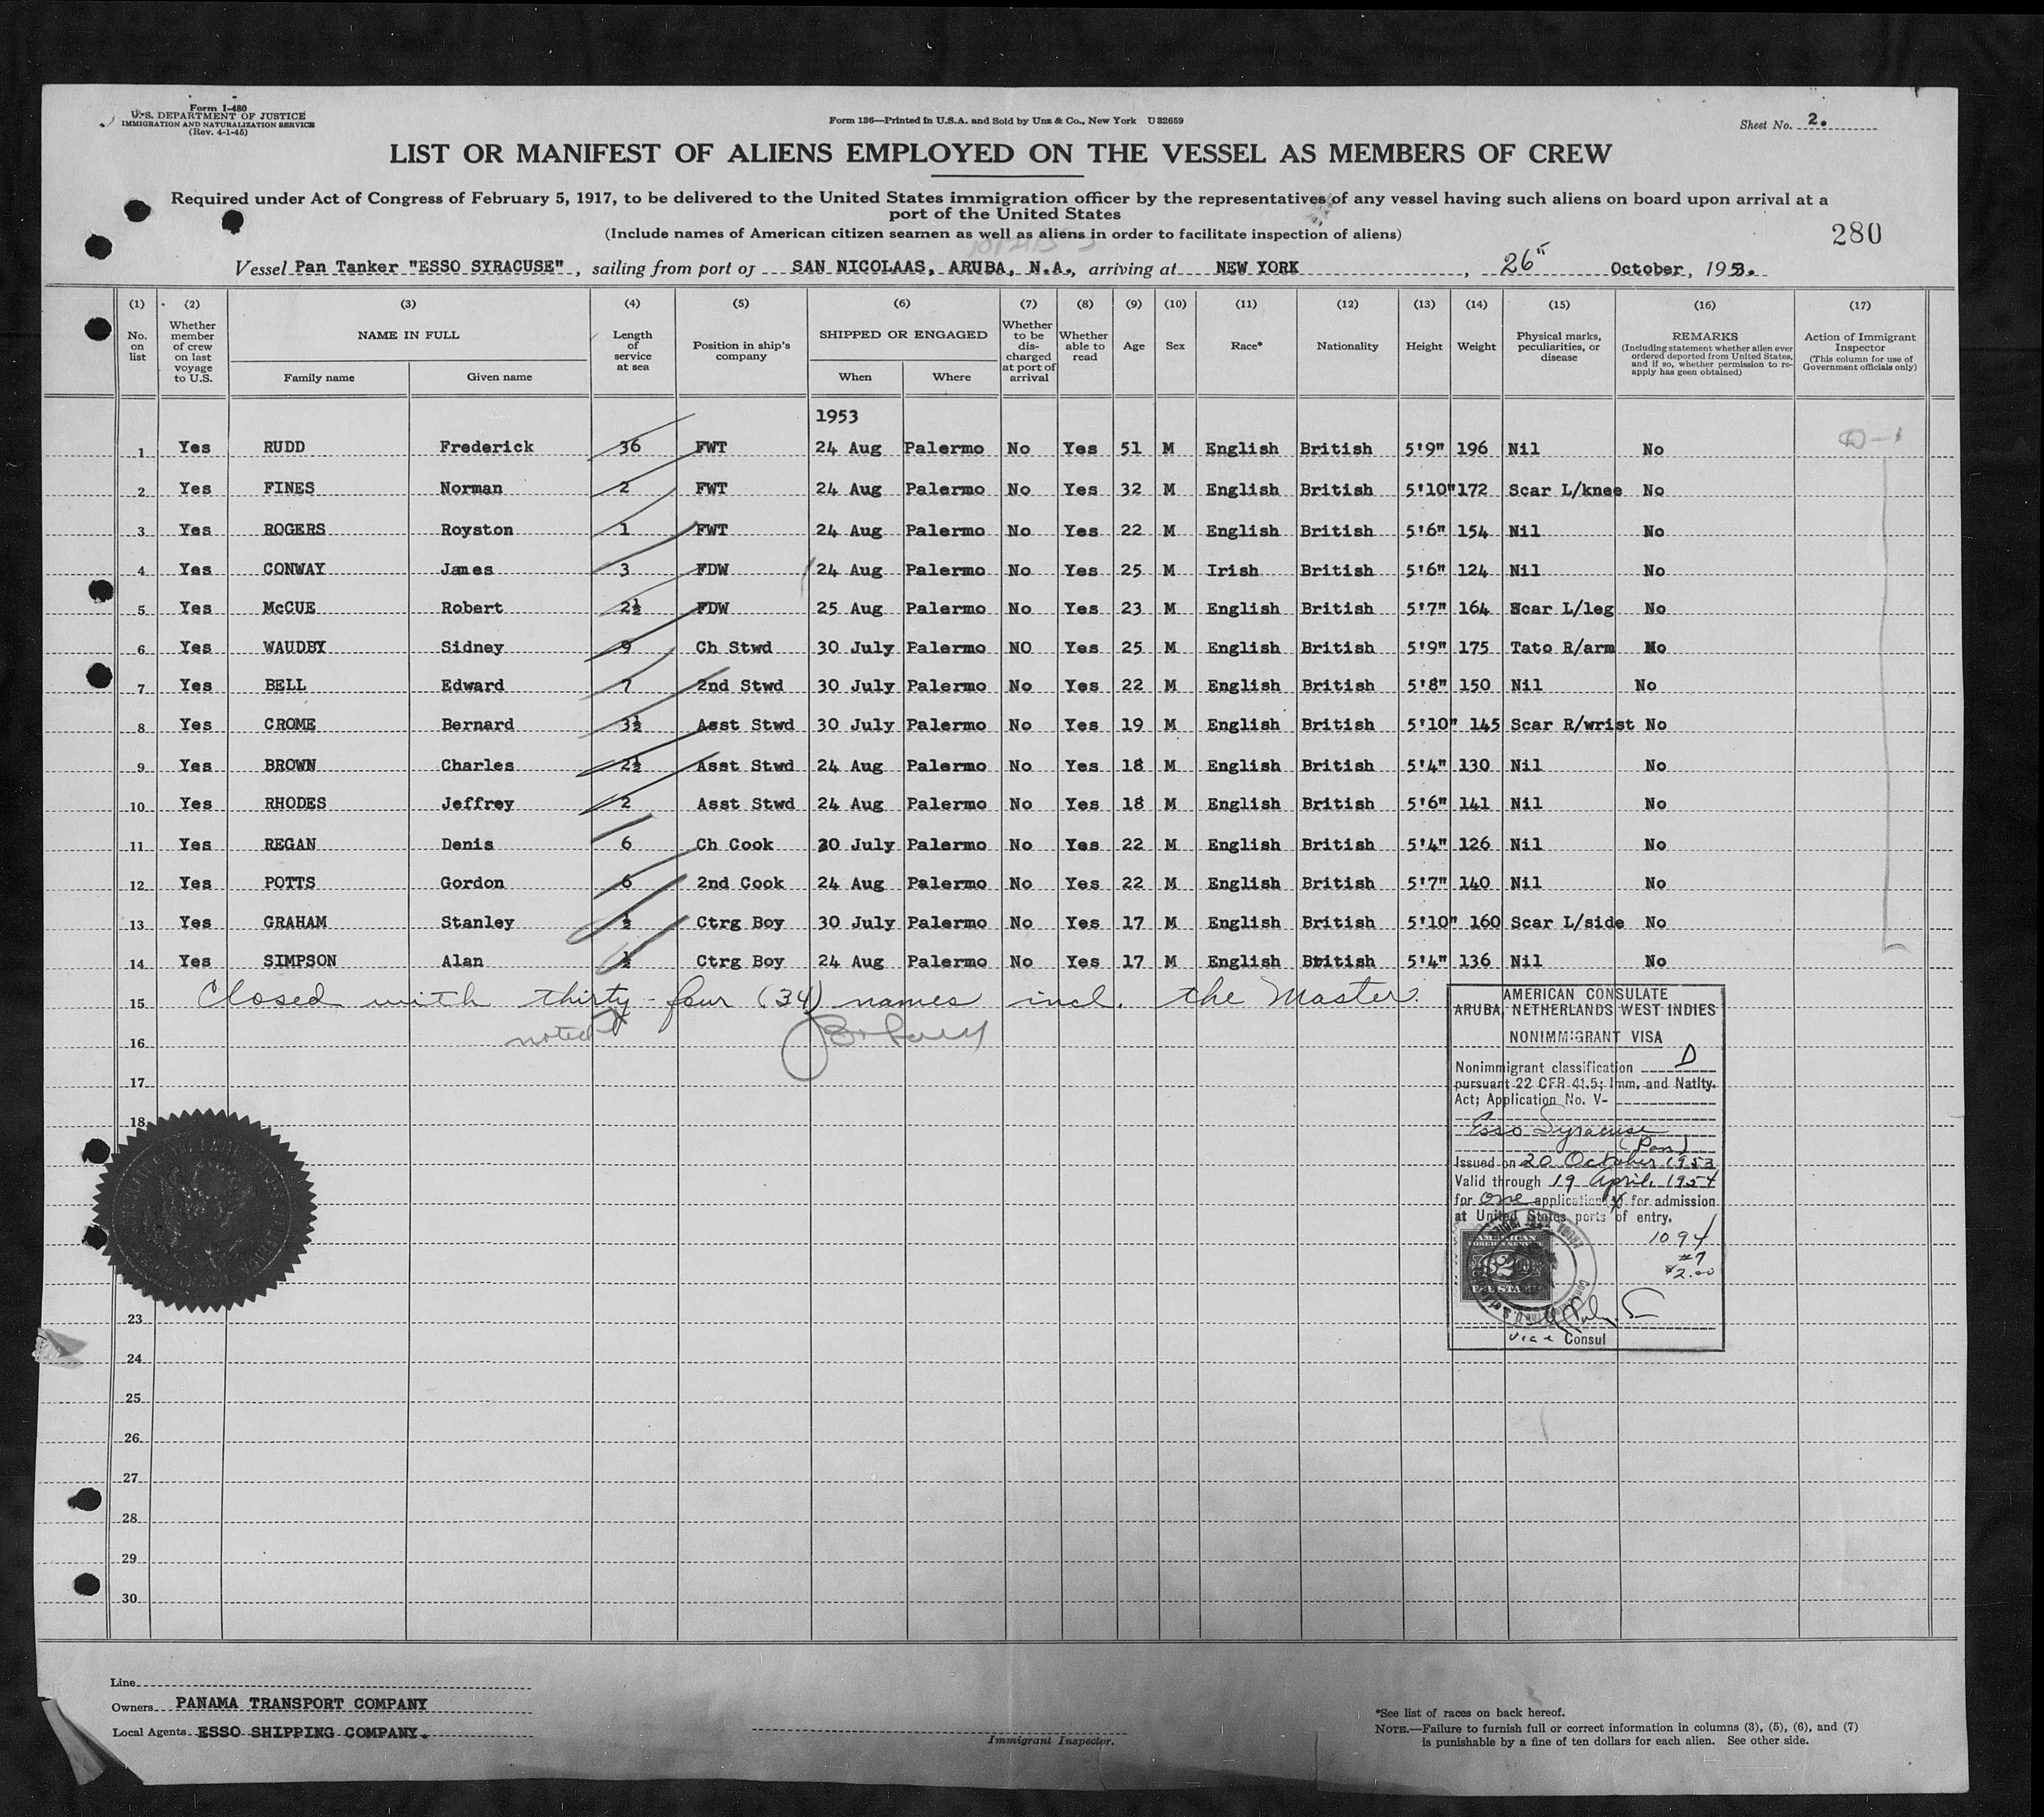 Form I-480
U.S. DEPARTMENT OF JUSTICE
IMMIGRATION AND NATURALIZATION SERVICE
(Rev. 4-1-45)
Form 136—Printed in U.S.A. and Sold by Unz & Co., New York U32659
Sheet No. 2.
LIST OR MANIFEST OF ALIENS EMPLOYED ON THE VESSEL AS MEMBERS OF CREW
Required under Act of Congress of February 5, 1917, to be delivered to the United States immigration officer by the representatives of any vessel having such aliens on board upon arrival at a
port of the United States
(Include names of American citizen seamen as well as aliens in order to facilitate inspection of aliens)
280
Vessel Pan Tanker "ESSO SYRACUSE", sailing from port of SAN NICOLAAS, ARUBA, N.A., arriving at NEW YORK, 26 October, 1953.
(1) (2) (3) (4) (5) (6) (7) (8) (9) (10) (11) (12) (13) (14) (15) (16) (17)
No. on list
Whether member of crew on last voyage to U.S.
NAME IN FULL
Family name
Given name
Length of service at sea
Position in ship's company
SHIPPED OR ENGAGED
When
Where
Whether to be discharged at port of arrival
Whether able to read
Age
Sex
Race*
Nationality
Height
Weight
Physical marks, peculiarities, or disease
REMARKS
(Including statement whether alien ever ordered deported from United States, and if so, whether permission to re-apply has geen obtained)
Action of Immigrant Inspector
(This column for use of Government officials only)
1953
1 Yes RUDD Frederick 36 FWT 24 Aug Palermo No Yes 51 M English British 5'9" 196 Nil No
2 Yes FINES Norman 2 FWT 24 Aug Palermo No Yes 32 M English British 5'10" 172 Scar L/knee No
3 Yes ROGERS Royston 1 FWT 24 Aug Palermo No Yes 22 M English British 5'6" 154 Nil No
4 Yes CONWAY James 3 FDW 24 Aug Palermo No Yes 25 M Irish British 5'6" 124 Nil No
5 Yes McCUE Robert 2½ FDW 25 Aug Palermo No Yes 23 M English British 5'7" 164 Scar L/leg No
6 Yes WAUDBY Sidney 9 Ch Stwd 30 July Palermo NO Yes 25 M English British 5'9" 175 Tato R/arm No
7 Yes BELL Edward 7 2nd Stwd 30 July Palermo No Yes 22 M English British 5'8" 150 Nil No
8 Yes CROME Bernard 3½ Asst Stwd 30 July Palermo No Yes 19 M English British 5'10" 145 Scar R/wrist No
9 Yes BROWN Charles 2½ Asst Stwd 24 Aug Palermo No Yes 18 M English British 5'4" 130 Nil No
10 Yes RHODES Jeffrey 2 Asst Stwd 24 Aug Palermo No Yes 18 M English British 5'6" 141 Nil No
11 Yes REGAN Denis 6 Ch Cook 30 July Palermo No Yes 22 M English British 5'4" 126 Nil No
12 Yes POTTS Gordon 6 2nd Cook 24 Aug Palermo No Yes 22 M English British 5'7" 140 Nil No
13 Yes GRAHAM Stanley ½ Ctrg Boy 30 July Palermo No Yes 17 M English British 5'10" 160 Scar L/side No
14 Yes SIMPSON Alan ½ Ctrg Boy 24 Aug Palermo No Yes 17 M English British 5'4" 136 Nil No
15 Closed with thirty-four (34) names incl. the Master.
noted
16
17
18
23
24
25
26
27
28
29
30
AMERICAN CONSULATE
ARUBA, NETHERLANDS WEST INDIES
NONIMMIGRANT VISA
Nonimmigrant classification D
pursuant 22 CFR 41.5; Imm. and Natlty.
Act; Application No. V-
Esso Syracuse
(Pan)
Issued on 20 October 1953
Valid through 19 April 1954
for one application for admission
at United States ports of entry.
1094
#7
$2.00
AMERICAN
FOREIGN SERVICE
$2
Vice Consul
Line
Owners PANAMA TRANSPORT COMPANY
Local Agents ESSO SHIPPING COMPANY.
Immigrant Inspector.
*See list of races on back hereof.
NOTE.—Failure to furnish full or correct information in columns (3), (5), (6), and (7)
is punishable by a fine of ten dollars for each alien. See other side.